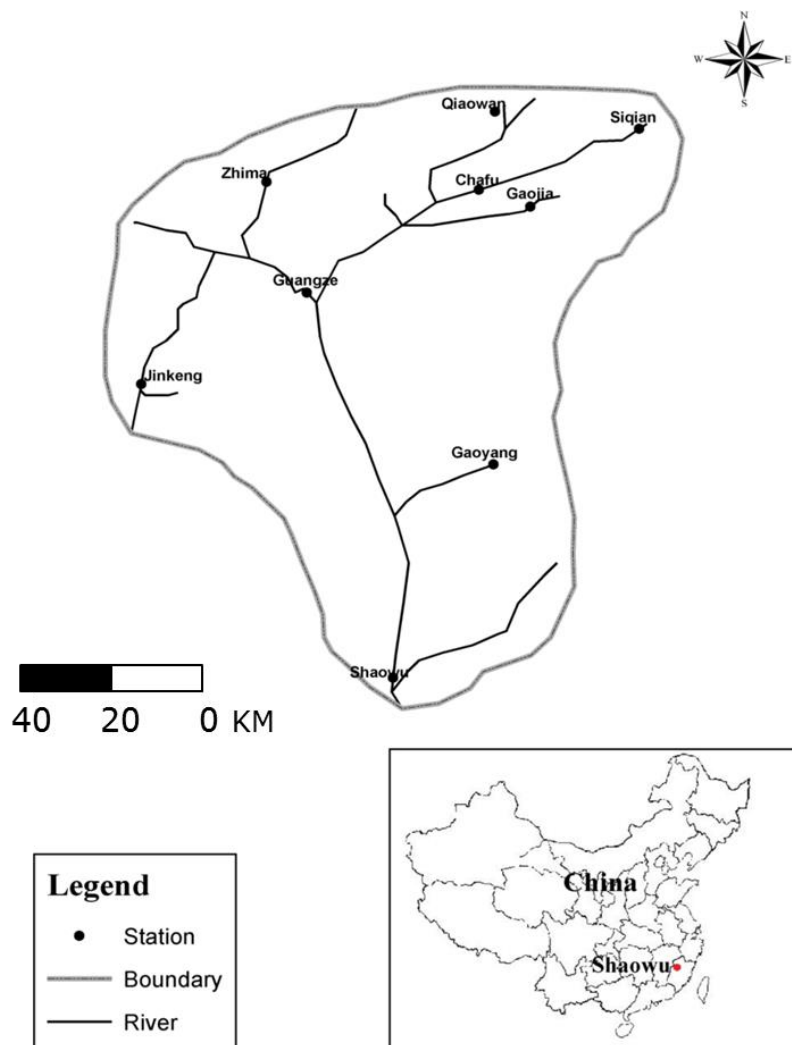 N
W E
S
Qiaowan
Siqian
Zhima
Chafu
Gaojia
Guangze
Jinkeng
Gaoyang
Shaowu
40 20 0 KM
China
Shaowu
Legend
Station
Boundary
River